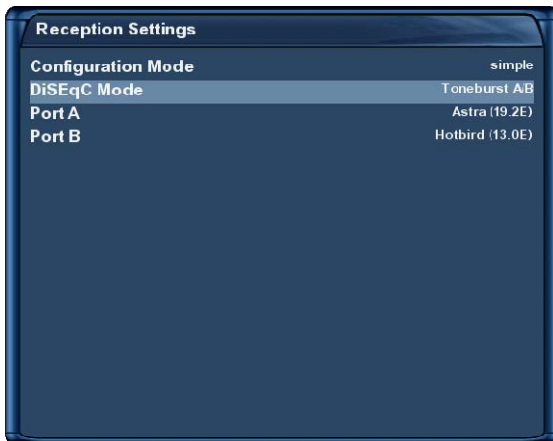 Reception Settings
Configuration Mode simple
DiSEqC Mode Toneburst A/B
Port A Astra (19.2E)
Port B Hotbird (13.0E)